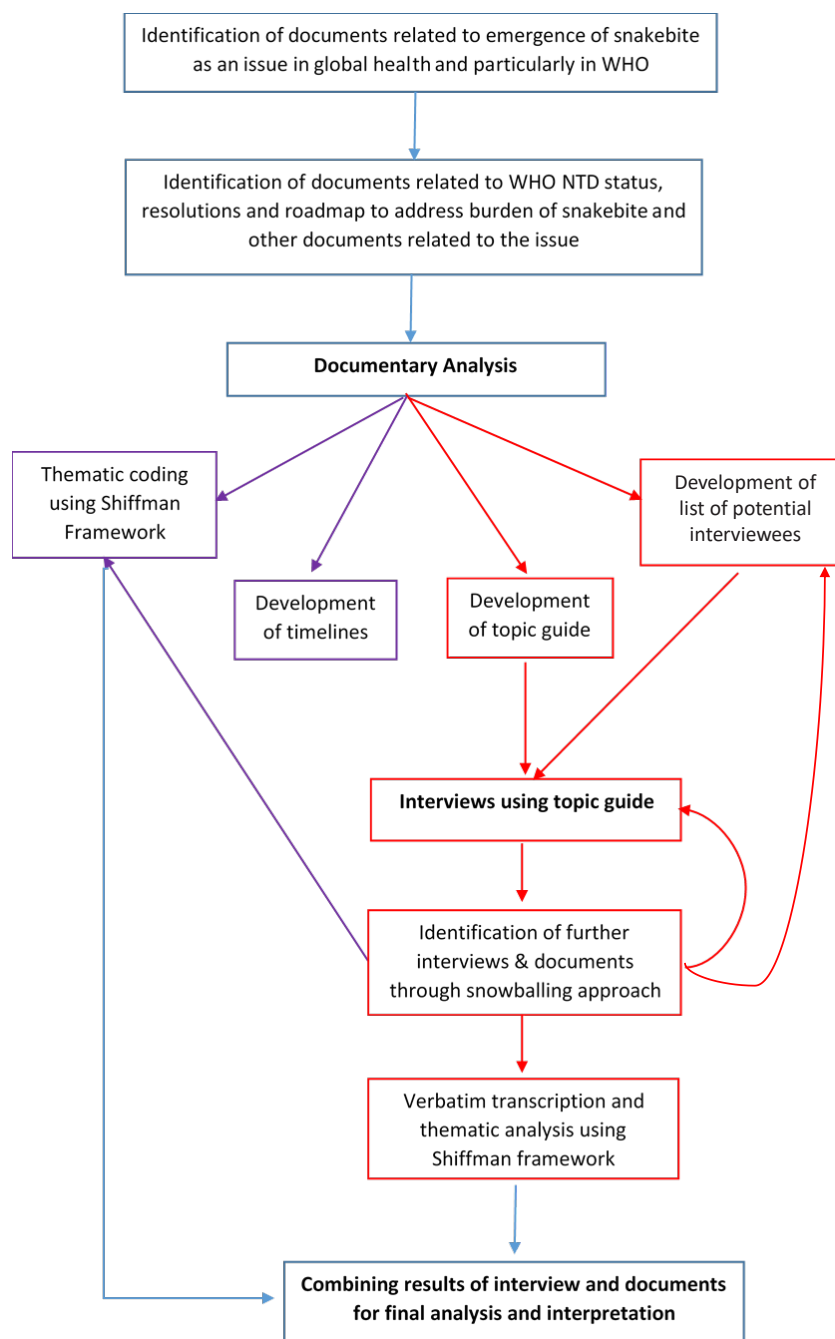 Identification of documents related to emergence of snakebite
as an issue in global health and particularly in WHO
Identification of documents related to WHO NTD status,
resolutions and roadmap to address burden of snakebite and
other documents related to the issue
Documentary Analysis
Thematic coding
using Shiffman
Framework
Development of
list of potential
interviewees
Development
of timelines
Development
of topic guide
Interviews using topic guide
Identification of further
interviews & documents
through snowballing approach
Verbatim transcription and
thematic analysis using
Shiffman framework
Combining results of interview and documents
for final analysis and interpretation